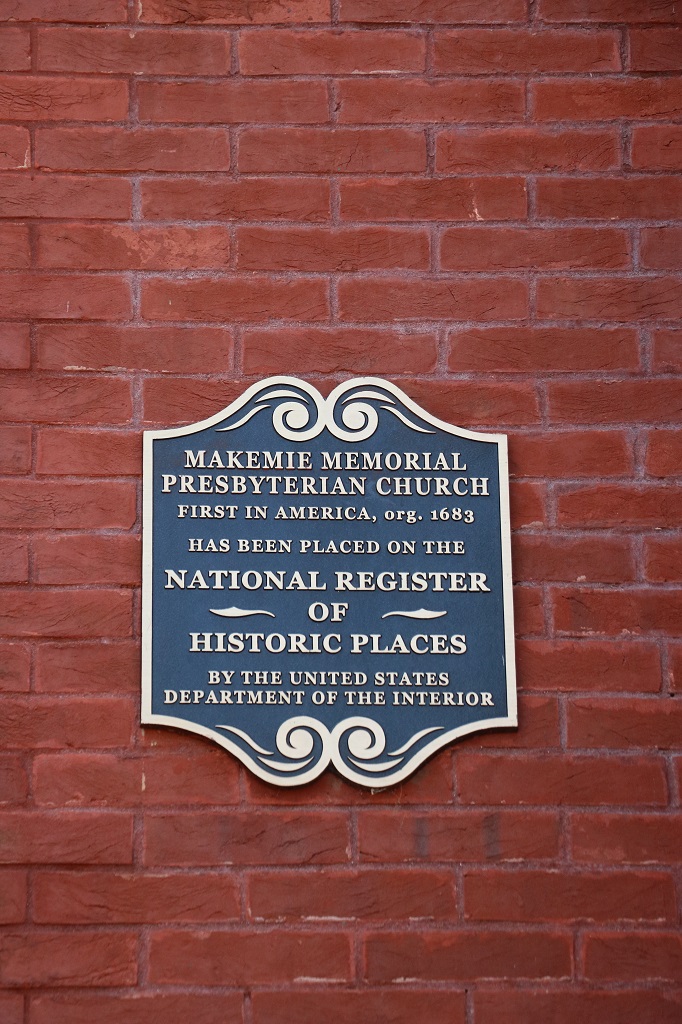 MAKEMIE MEMORIAL
PRESBYTERIAN CHURCH
FIRST IN AMERICA, org. 1683
HAS BEEN PLACED ON THE
NATIONAL REGISTER
OF
HISTORIC PLACES
BY THE UNITED STATES
DEPARTMENT OF THE INTERIOR